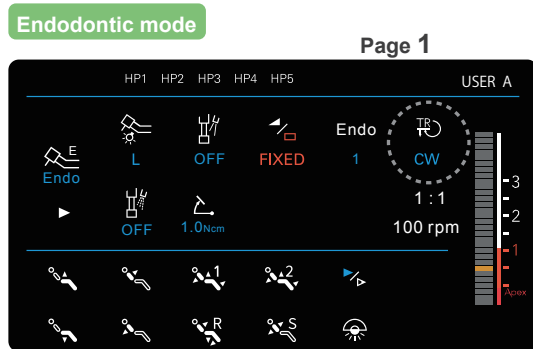 Endodontic mode
Page 1
HP1 HP2 HP3 HP4 HP5 USER A
E Endo TR
Endo L OFF FIXED 1 CW
1 : 1
OFF 1.0Ncm 100 rpm
3
2
1
Apex
1 2
R S